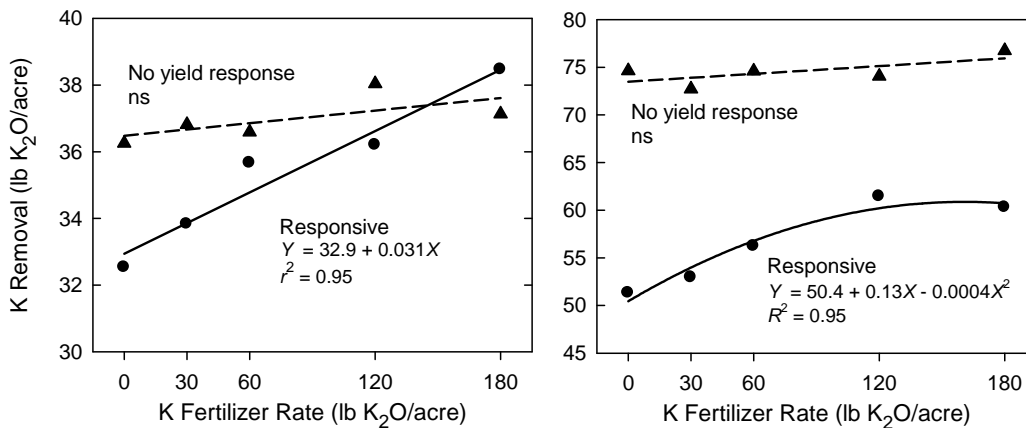 K Removal (lb K₂O/acre)
40
38
36
34
32
30
No yield response
ns
Responsive
Y = 32.9 + 0.031X
r² = 0.95
0 30 60 120 180
K Fertilizer Rate (lb K₂O/acre)
80
75
70
65
60
55
50
45
No yield response
ns
Responsive
Y = 50.4 + 0.13X - 0.0004X²
R² = 0.95
0 30 60 120 180
K Fertilizer Rate (lb K₂O/acre)